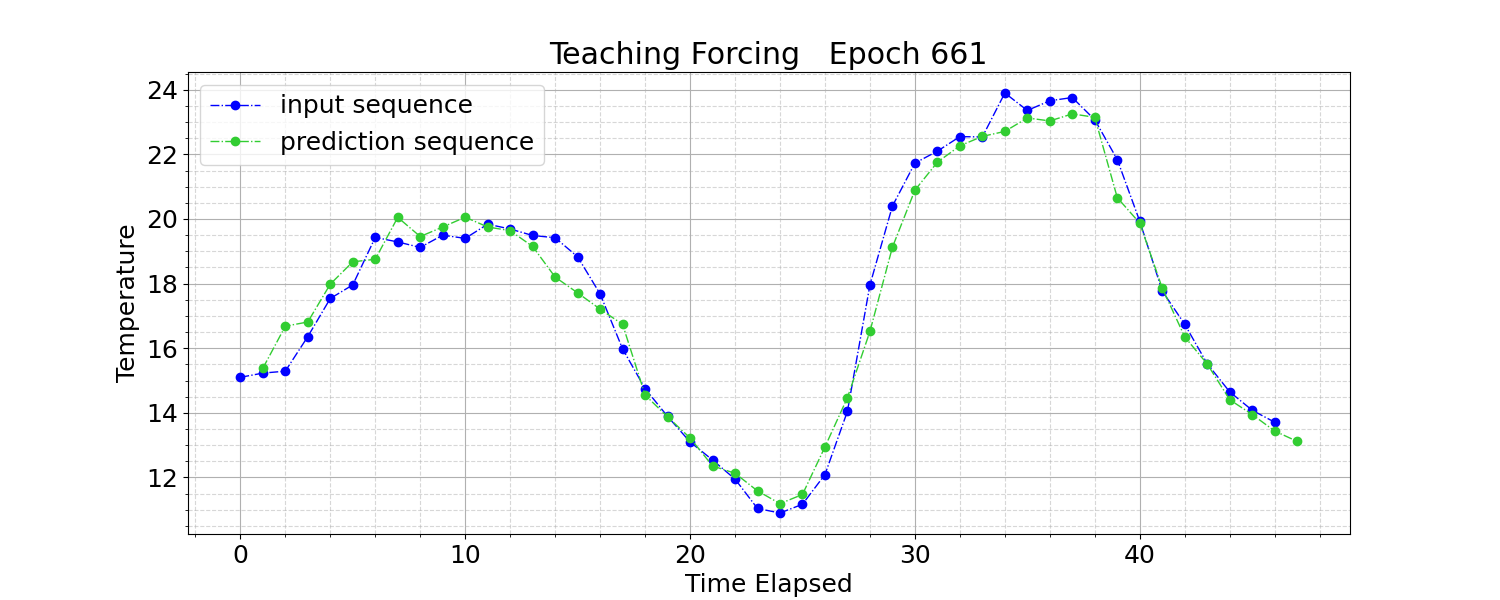 Teaching Forcing   Epoch 661
input sequence
prediction sequence
Temperature
24
22
20
18
16
14
12
0 10 20 30 40
Time Elapsed